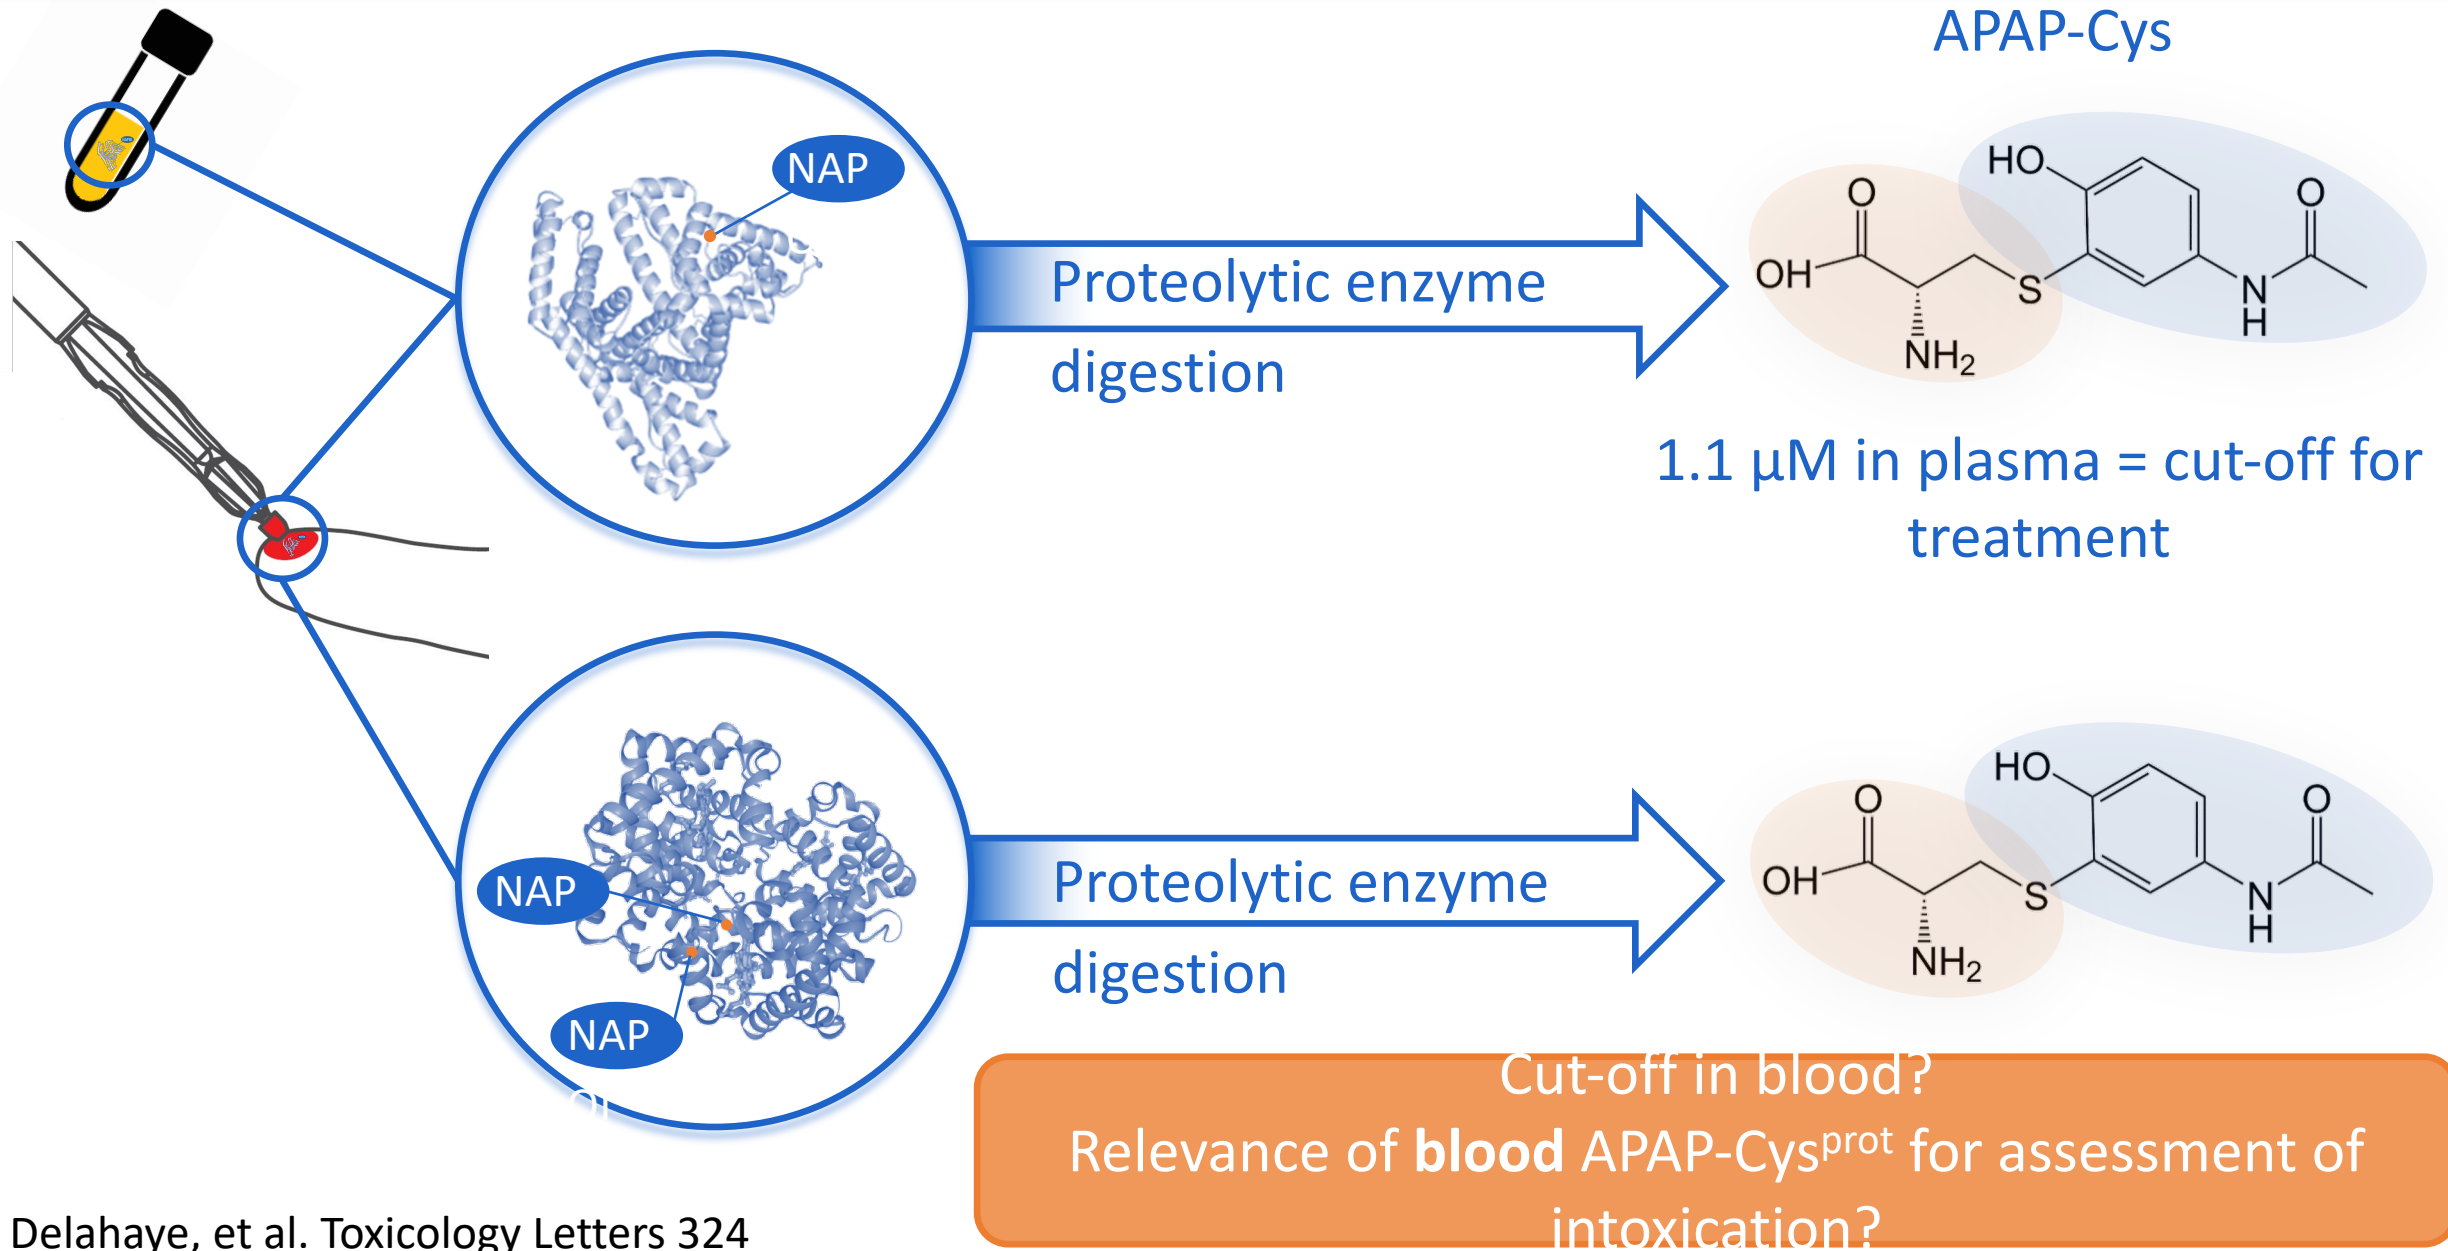 APAP-Cys
NAP
HO
O
O
OH
S
N
H
NH2
Proteolytic enzyme
digestion
1.1 µM in plasma = cut-off for
treatment
HO
O
O
OH
S
N
H
NH2
NAP
NAP
Proteolytic enzyme
digestion
Cut-off in blood?
Relevance of blood APAP-Cysprot for assessment of
intoxication?
Delahaye, et al. Toxicology Letters 324